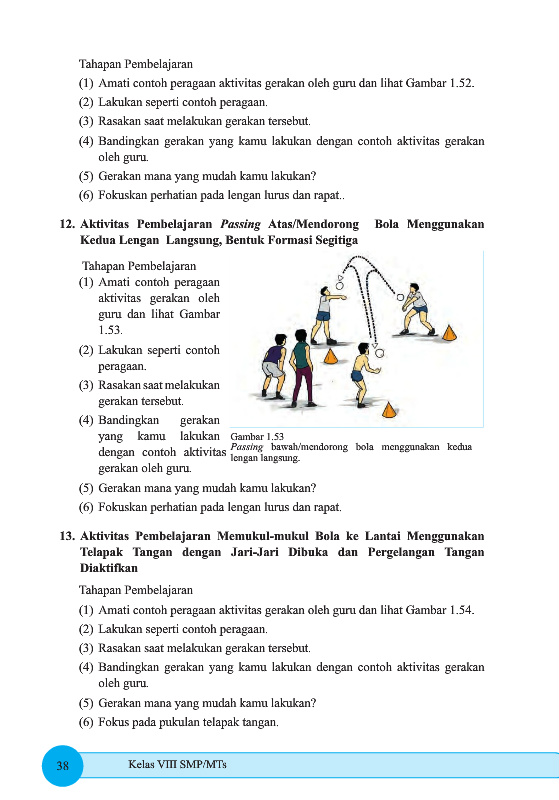 Tahapan Pembelajaran
(1) Amati contoh peragaan aktivitas gerakan oleh guru dan lihat Gambar 1.52.
(2) Lakukan seperti contoh peragaan.
(3) Rasakan saat melakukan gerakan tersebut.
(4) Bandingkan gerakan yang kamu lakukan dengan contoh aktivitas gerakan
oleh guru.
(5) Gerakan mana yang mudah kamu lakukan?
(6) Fokuskan perhatian pada lengan lurus dan rapat..
12. Aktivitas Pembelajaran Passing Atas/Mendorong Bola Menggunakan
Kedua Lengan Langsung, Bentuk Formasi Segitiga
Tahapan Pembelajaran
(1) Amati contoh peragaan
aktivitas gerakan oleh
guru dan lihat Gambar
1.53.
(2) Lakukan seperti contoh
peragaan.
(3) Rasakan saat melakukan
gerakan tersebut.
(4) Bandingkan gerakan
yang kamu lakukan
dengan contoh aktivitas
gerakan oleh guru.
Gambar 1.53
Passing bawah/mendorong bola menggunakan kedua
lengan langsung.
(5) Gerakan mana yang mudah kamu lakukan?
(6) Fokuskan perhatian pada lengan lurus dan rapat.
13. Aktivitas Pembelajaran Memukul-mukul Bola ke Lantai Menggunakan
Telapak Tangan dengan Jari-Jari Dibuka dan Pergelangan Tangan
Diaktifkan
Tahapan Pembelajaran
(1) Amati contoh peragaan aktivitas gerakan oleh guru dan lihat Gambar 1.54.
(2) Lakukan seperti contoh peragaan.
(3) Rasakan saat melakukan gerakan tersebut.
(4) Bandingkan gerakan yang kamu lakukan dengan contoh aktivitas gerakan
oleh guru.
(5) Gerakan mana yang mudah kamu lakukan?
(6) Fokus pada pukulan telapak tangan.
38 Kelas VIII SMP/MTs